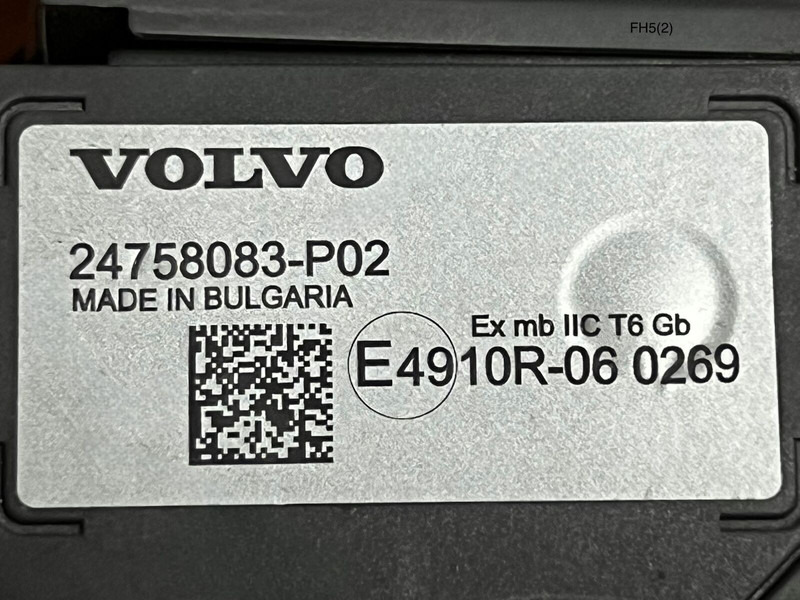 FH5(2)
VOLVO
24758083-P02
MADE IN BULGARIA
Ex mb IIC T6 Gb
E49 10R-06 0269